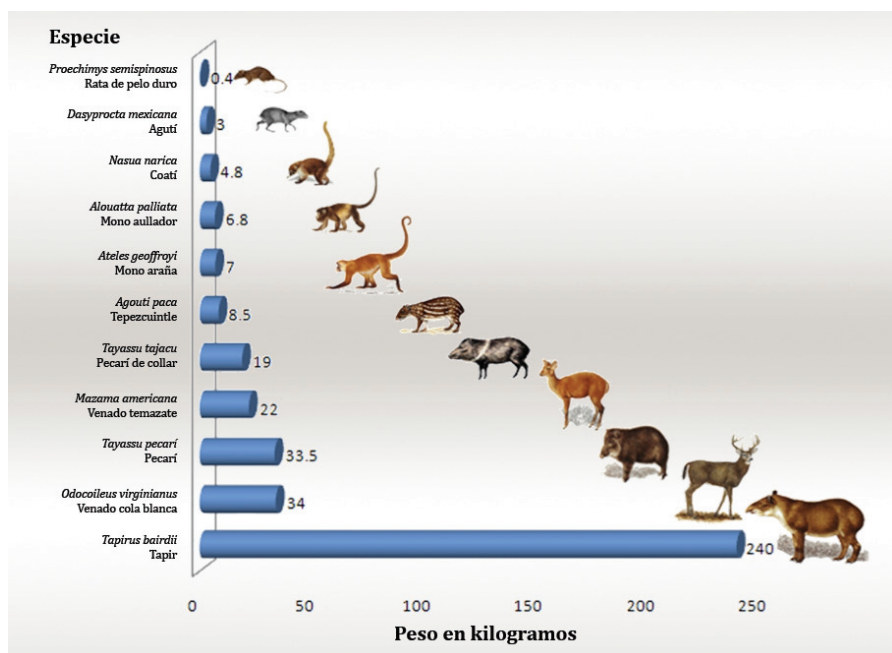 Especie
Proechimys semispinosus
Rata de pelo duro
0.4
Dasyprocta mexicana
Agutí
3
Nasua narica
Coatí
4.8
Alouatta palliata
Mono aullador
6.8
Ateles geoffroyi
Mono araña
7
Agouti paca
Tepezcuintle
8.5
Tayassu tajacu
Pecarí de collar
19
Mazama americana
Venado temazate
22
Tayassu pecarí
Pecarí
33.5
Odocoileus virginianus
Venado cola blanca
34
Tapirus bairdii
Tapir
240
0 50 100 150 200 250
Peso en kilogramos